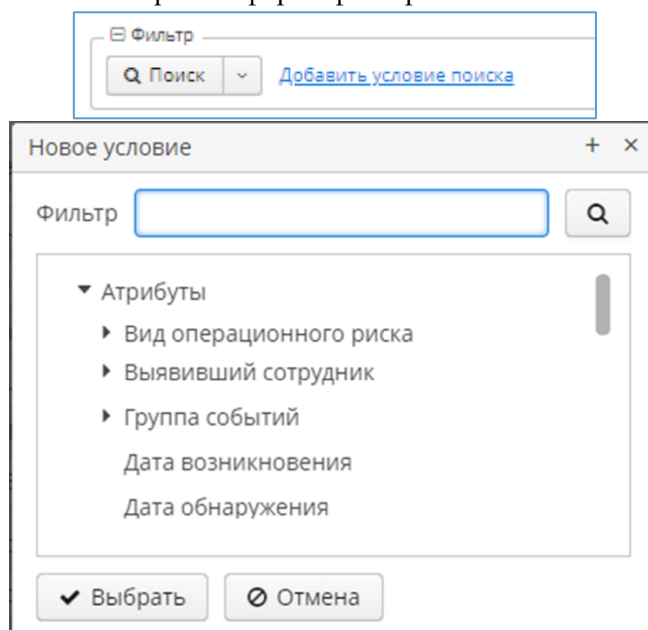 Фильтр
Поиск Добавить условие поиска
Новое условие
Фильтр
Атрибуты
Вид операционного риска
Выявивший сотрудник
Группа событий
Дата возникновения
Дата обнаружения
Выбрать Отмена